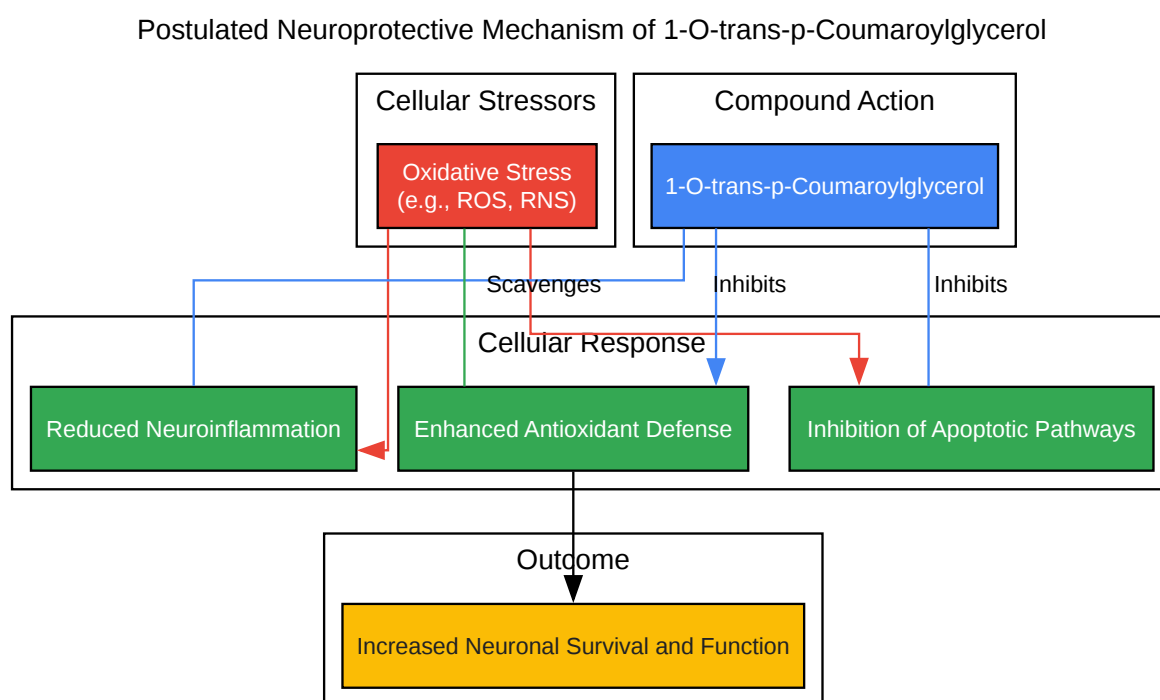 Postulated Neuroprotective Mechanism of 1-O-trans-p-Coumaroylglycerol
Cellular Stressors
Compound Action
Oxidative Stress
(e.g., ROS, RNS)
1-O-trans-p-Coumaroylglycerol
Scavenges
Inhibits
Inhibits
Cellular Response
Reduced Neuroinflammation
Enhanced Antioxidant Defense
Inhibition of Apoptotic Pathways
Outcome
Increased Neuronal Survival and Function